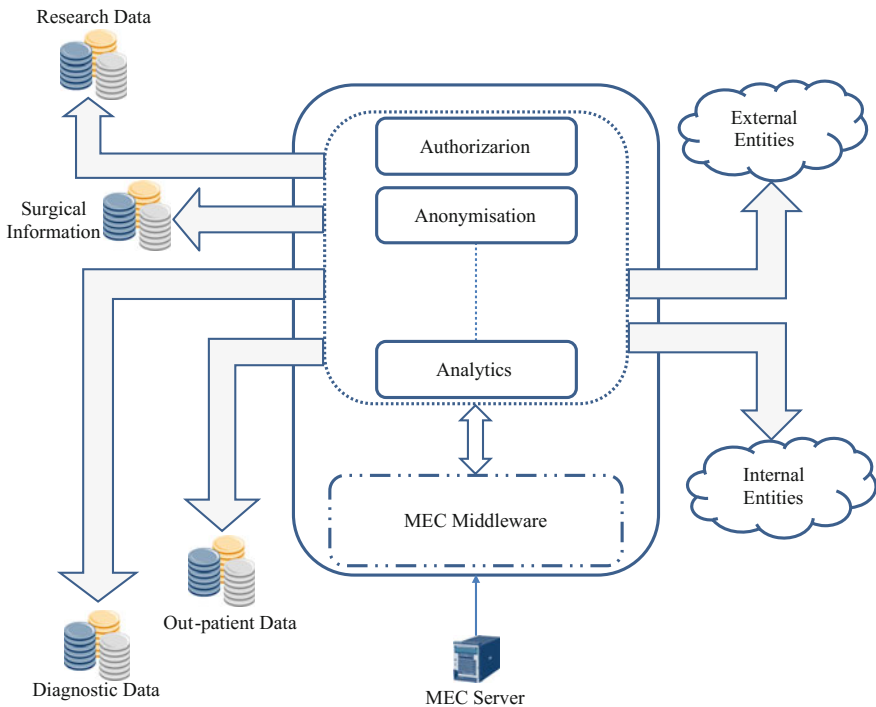 Research Data
Authorizarion
External
Entities
Surgical
Information
Anonymisation
Analytics
Internal
Entities
MEC Middleware
Out-patient Data
Diagnostic Data
MEC Server